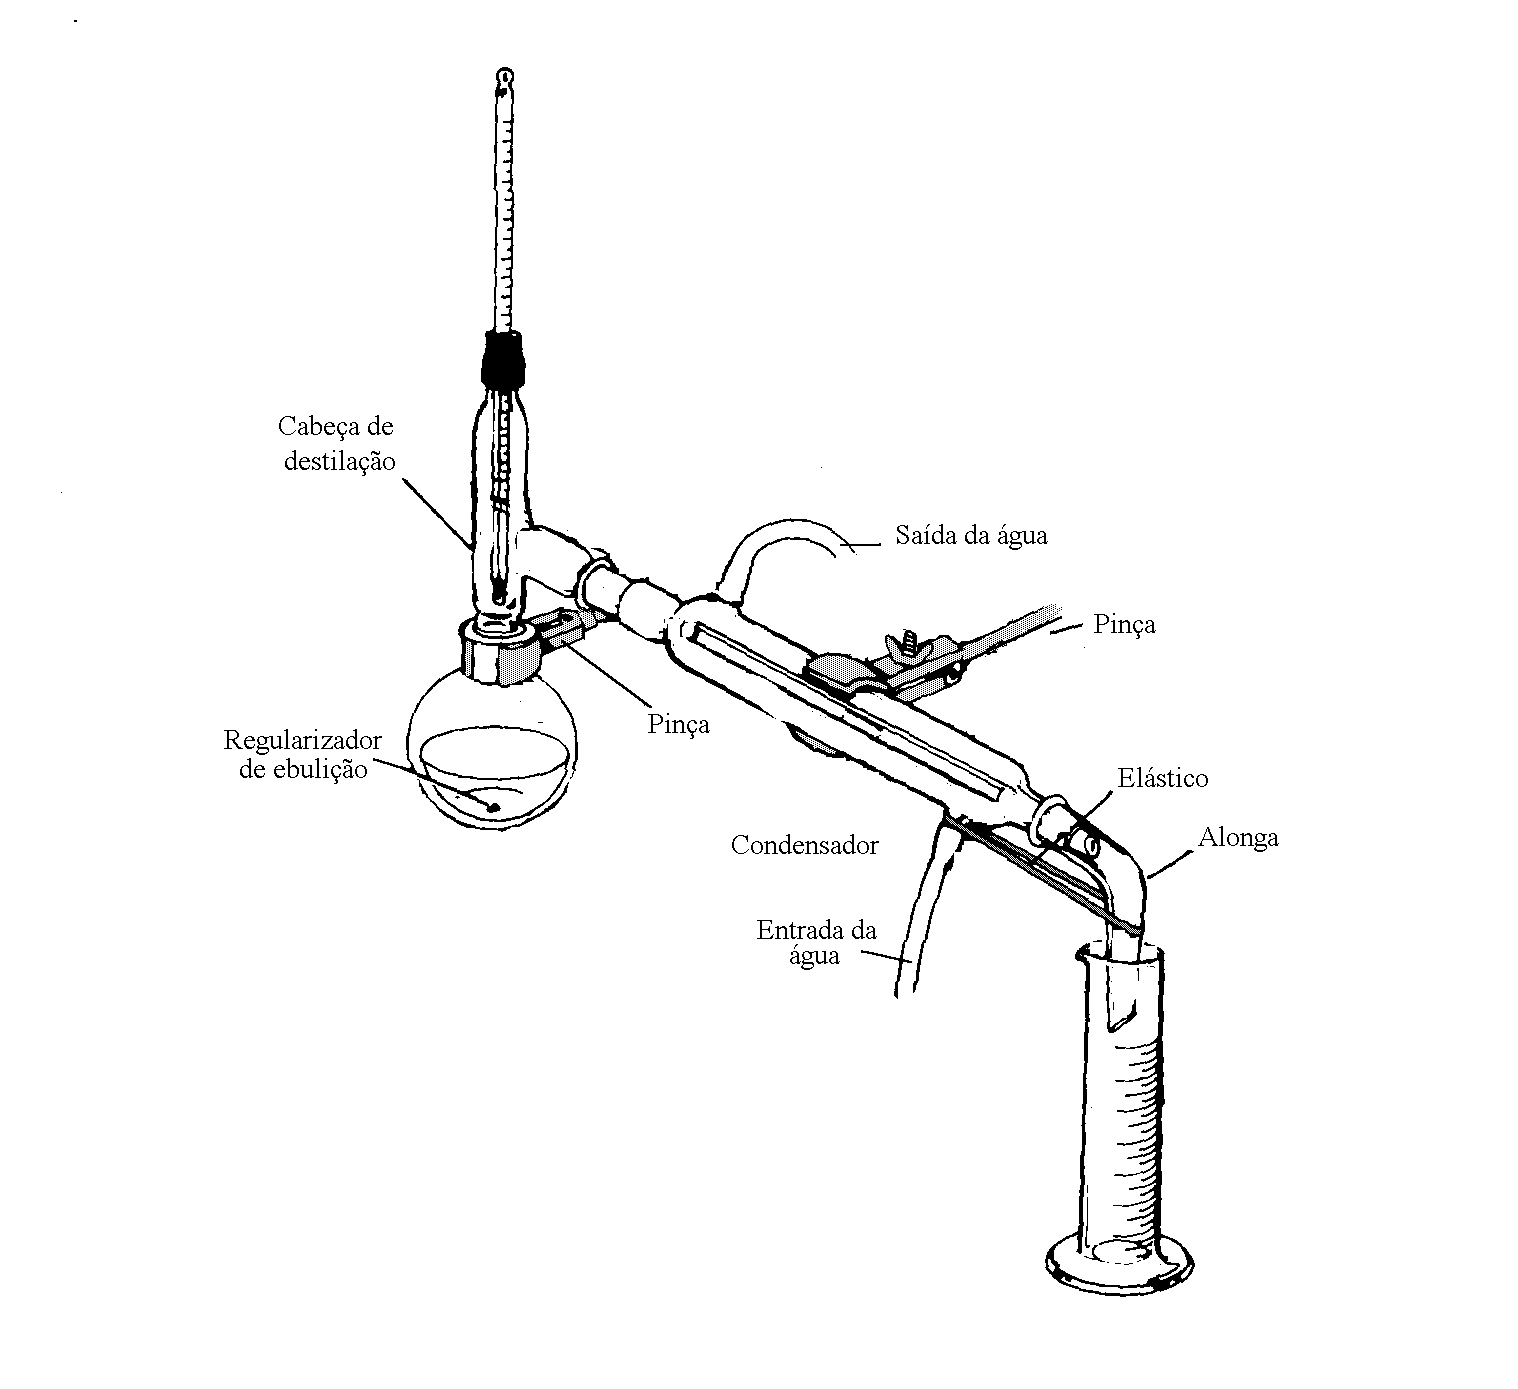 Cabeça de
destilação
Saída da água
Pinça
Pinça
Regularizador
de ebulição
Elástico
Alonga
Condensador
Entrada da
água